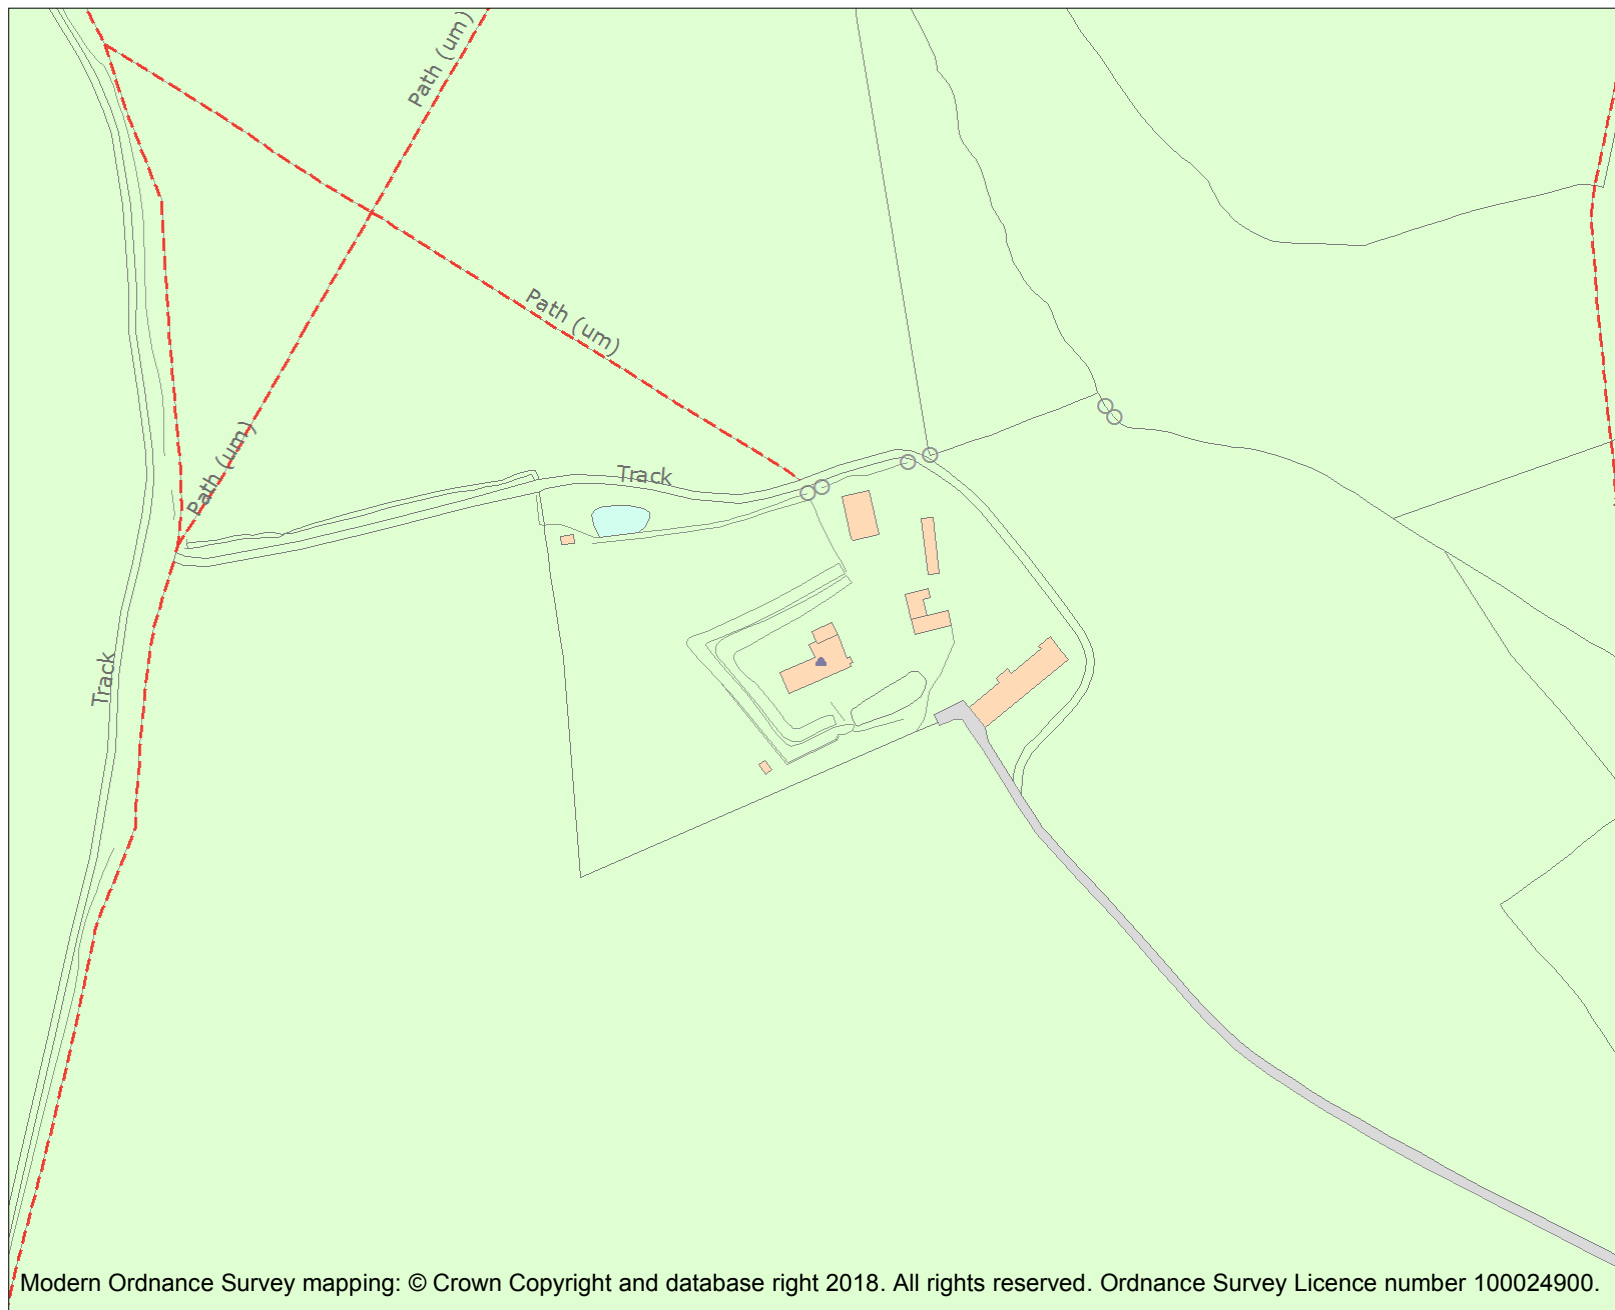 Path (um)
Path (um)
Path (um)
Track
Track
Modern Ordnance Survey mapping: © Crown Copyright and database right 2018. All rights reserved. Ordnance Survey Licence number 100024900.